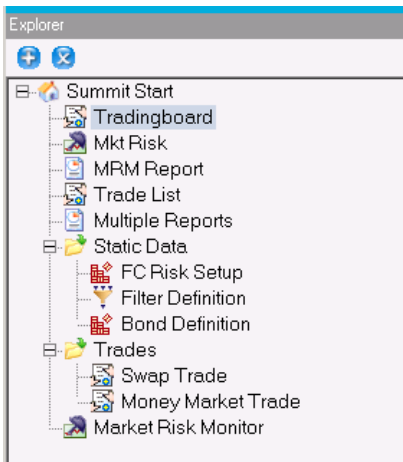 Explorer
Summit Start
Tradingboard
Mkt Risk
MRM Report
Trade List
Multiple Reports
Static Data
FC Risk Setup
Filter Definition
Bond Definition
Trades
Swap Trade
Money Market Trade
Market Risk Monitor